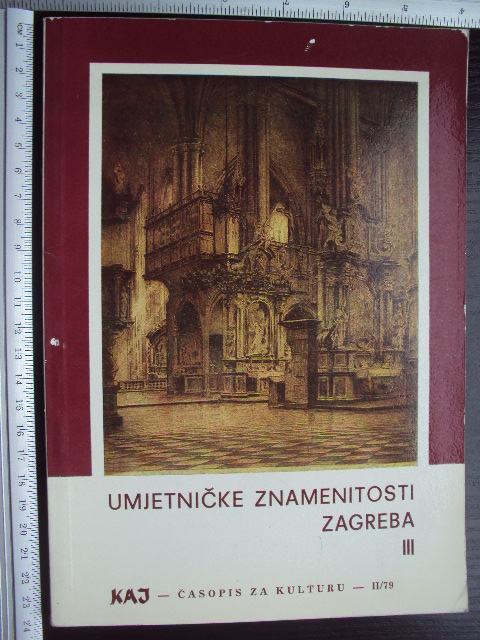 UMJETNIČKE ZNAMENITOSTI
ZAGREBA
III
KAJ — ČASOPIS ZA KULTURU — II/79